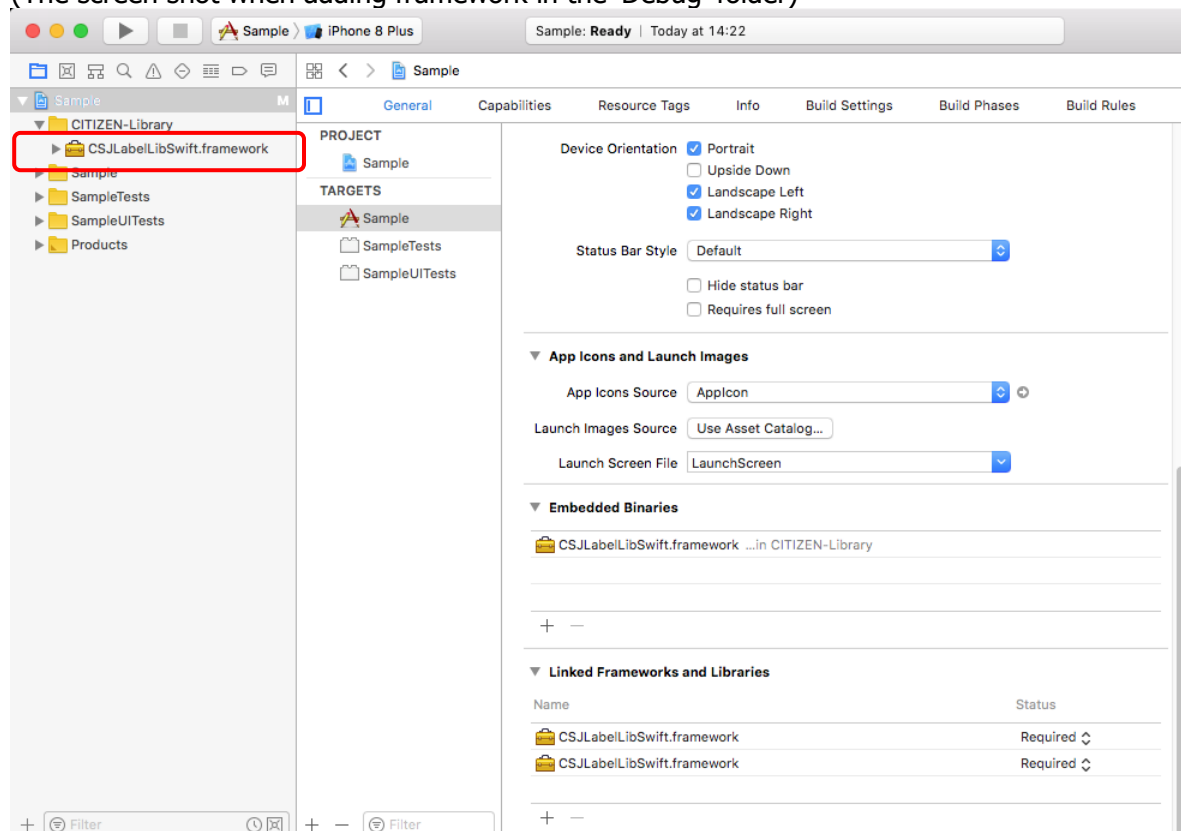 (The screen shot when adding framework in the 'Debug' folder)
Sample
iPhone 8 Plus
Sample: Ready | Today at 14:22
Sample
Sample
M
General
Capabilities
Resource Tags
Info
Build Settings
Build Phases
Build Rules
CITIZEN-Library
CSJLabelLibSwift.framework
Sample
SampleTests
SampleUITests
Products
PROJECT
Sample
TARGETS
Sample
SampleTests
SampleUITests
Device Orientation
Portrait
Upside Down
Landscape Left
Landscape Right
Status Bar Style
Default
Hide status bar
Requires full screen
App Icons and Launch Images
App Icons Source
AppIcon
Launch Images Source
Use Asset Catalog...
Launch Screen File
LaunchScreen
Embedded Binaries
CSJLabelLibSwift.framework ...in CITIZEN-Library
+ −
Linked Frameworks and Libraries
Name
Status
CSJLabelLibSwift.framework
Required
CSJLabelLibSwift.framework
Required
+ −
+
Filter
+ −
Filter